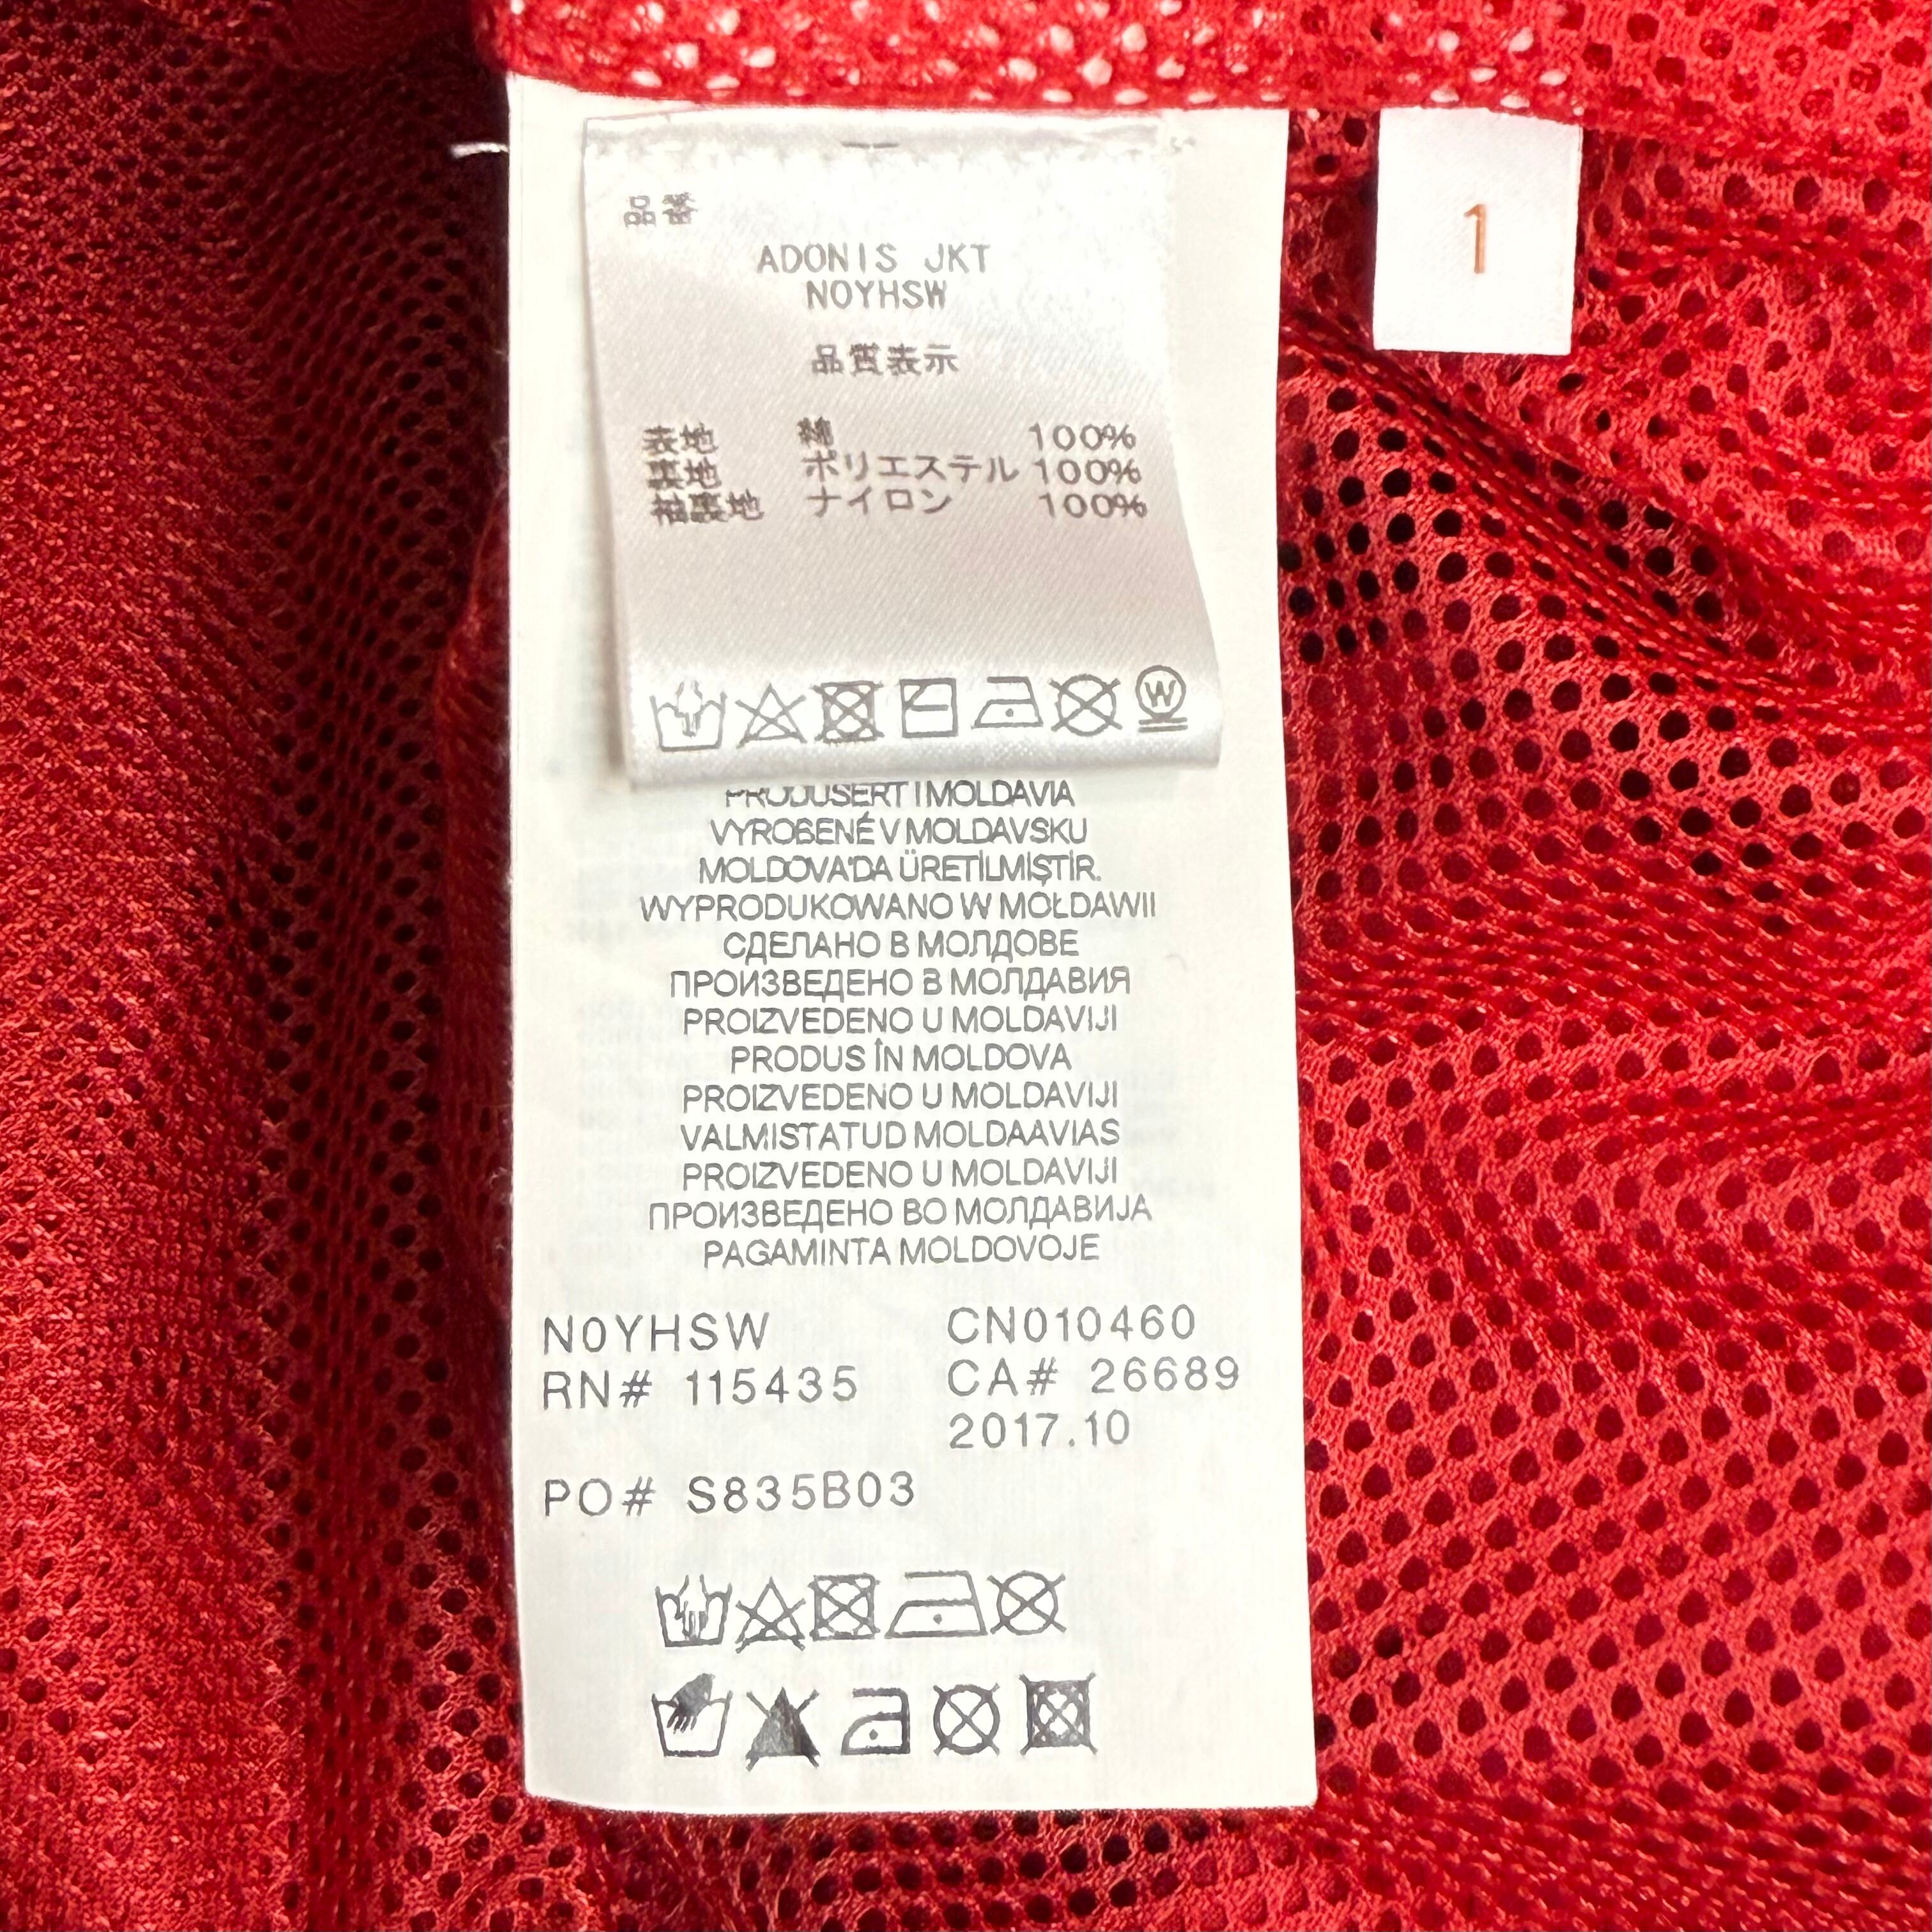 品番
ADONIS JKT
N0YHSW
品質表示
表地 綿 100%
裏地 ポリエステル 100%
袖裏地 ナイロン 100%
W
1
PRODUSERT I MOLDAVIA
VYROBENÉ V MOLDAVSKU
MOLDOVA'DA ÜRETİLMİŞTİR.
WYPRODUKOWANO W MOŁDAWII
СДЕЛАНО В МОЛДОВЕ
ПРОИЗВЕДЕНО В МОЛДАВИЯ
PROIZVEDENO U MOLDAVIJI
PRODUS ÎN MOLDOVA
PROIZVEDENO U MOLDAVIJI
VALMISTATUD MOLDAAVIAS
PROIZVEDENO U MOLDAVIJI
ПРОИЗВЕДЕНО ВО МОЛДАВИЈА
PAGAMINTA MOLDOVOJE
N0YHSW CN010460
RN# 115435 CA# 26689
2017.10
PO# S835B03